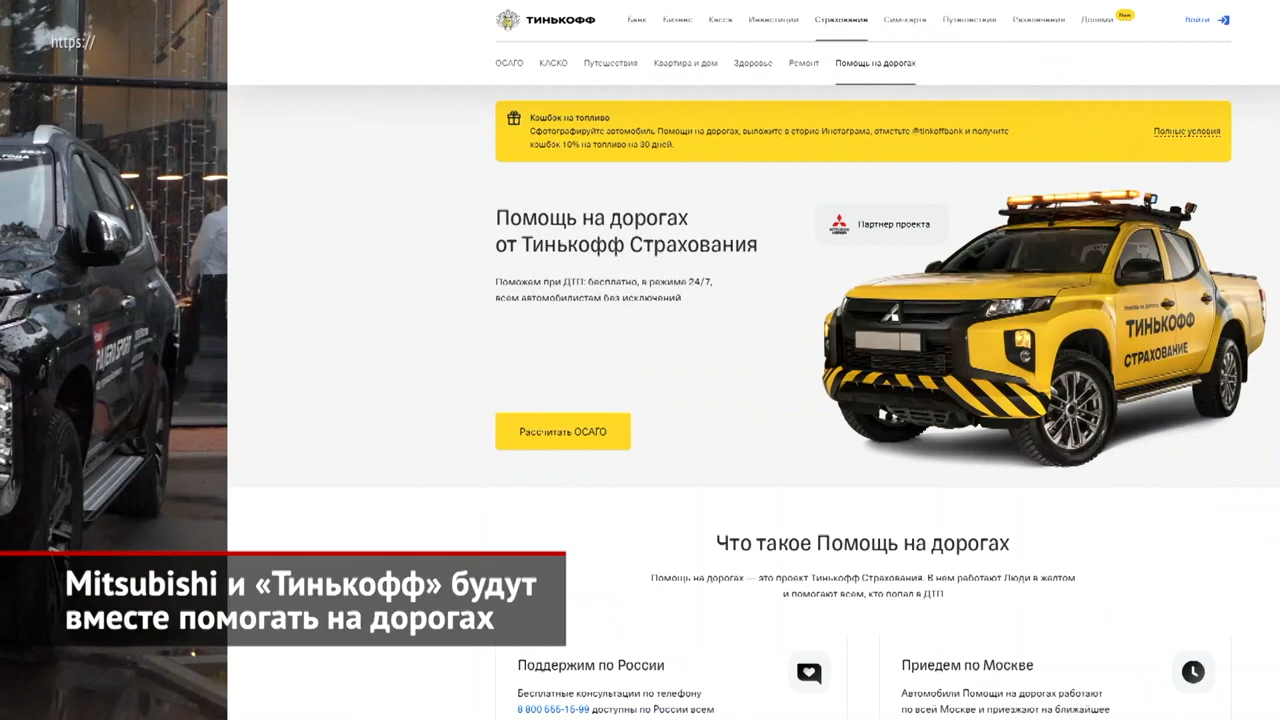 https://
ТИНЬКОФФ
Банк Бизнес Касса Инвестиции Страхование Сим-карта Путешествия Развлечения Долями New Войти
ОСАГО КАСКО Путешествия Квартира и дом Здоровье Ремонт Помощь на дорогах
Кэшбэк на топливо
Сфотографируйте автомобиль Помощи на дорогах, выложите в сторис Инстаграма, отметьте @tinkoffbank и получите
кэшбэк 10% на топливо на 30 дней.
Полные условия
Помощь на дорогах
от Тинькофф Страхования
Партнер проекта
Поможем при ДТП: бесплатно, в режиме 24/7,
всем автомобилистам без исключений
ТИНЬКОФФ
СТРАХОВАНИЕ
PAJERO SPORT
Рассчитать ОСАГО
Что такое Помощь на дорогах
Помощь на дорогах — это проект Тинькофф Страхования. В нем работают Люди в желтом
и помогают всем, кто попал в ДТП
Mitsubishi и «Тинькофф» будут
вместе помогать на дорогах
Поддержим по России
Бесплатные консультации по телефону
8 800 555-15-99 доступны по России всем
Приедем по Москве
Автомобили Помощи на дорогах работают
по всей Москве и приезжают на ближайшее